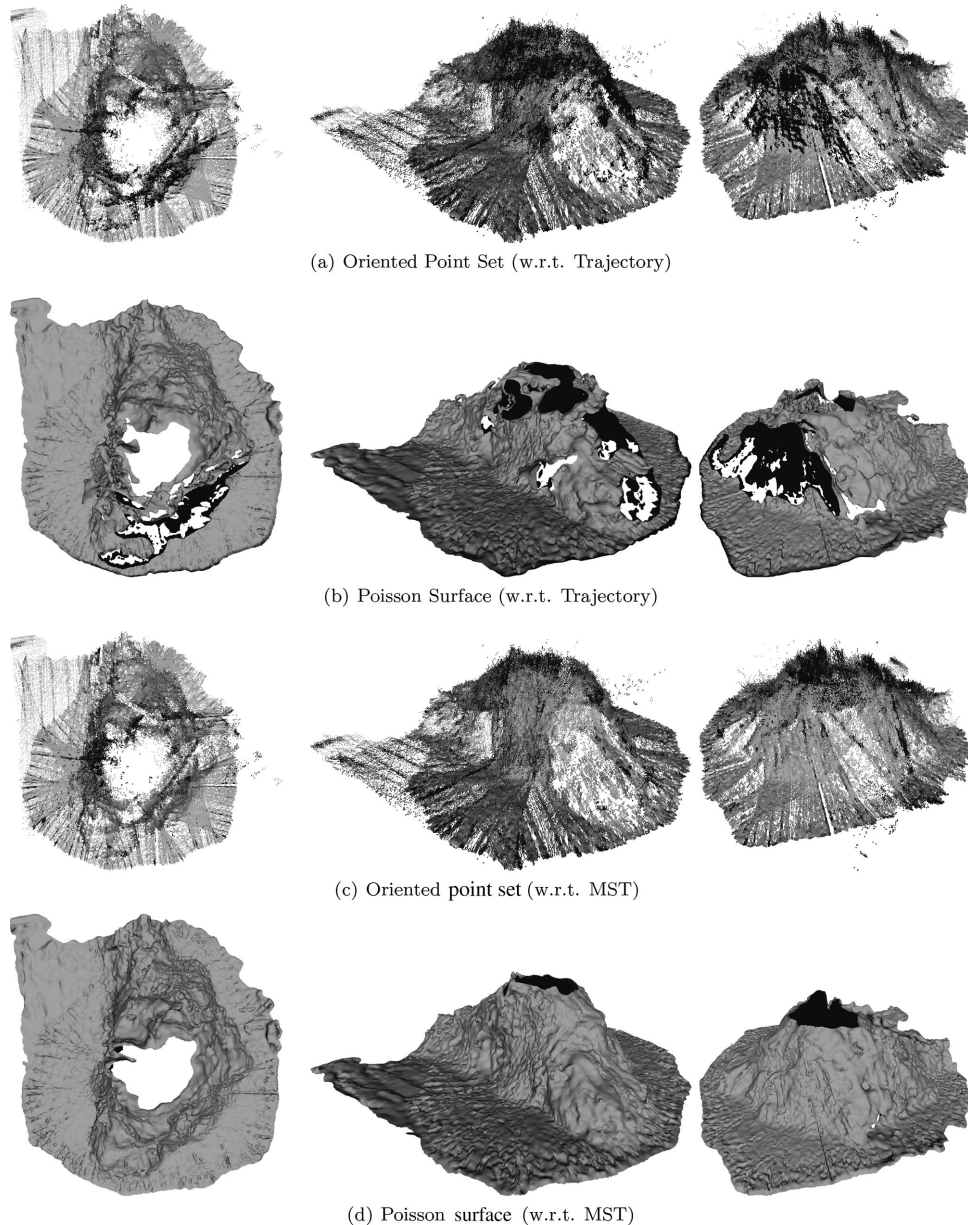 (a) Oriented Point Set (w.r.t. Trajectory)
(b) Poisson Surface (w.r.t. Trajectory)
(c) Oriented point set (w.r.t. MST)
(d) Poisson surface (w.r.t. MST)